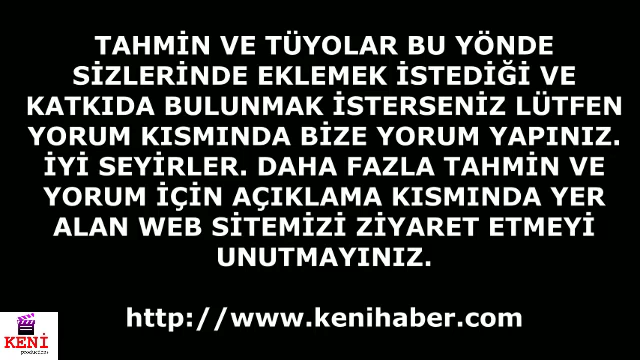 TAHMİN VE TÜYOLAR BU YÖNDE
SİZLERİNDE EKLEMEK İSTEDİĞİ VE
KATKIDA BULUNMAK İSTERSENİZ LÜTFEN
YORUM KISMINDA BİZE YORUM YAPINIZ.
İYİ SEYİRLER. DAHA FAZLA TAHMİN VE
YORUM İÇİN AÇIKLAMA KISMINDA YER
ALAN WEB SİTEMİZİ ZİYARET ETMEYİ
UNUTMAYINIZ.
http://www.kenihaber.com
KENİ
production